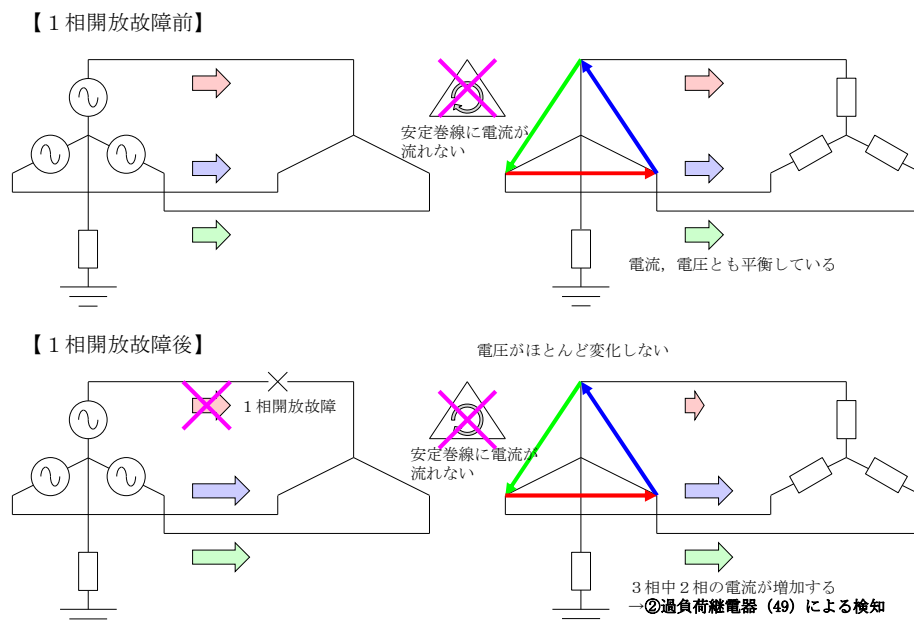 【１相開放故障前】
安定巻線に電流が
流れない
電流，電圧とも平衡している
【１相開放故障後】
電圧がほとんど変化しない
１相開放故障
安定巻線に電流が
流れない
３相中２相の電流が増加する
→②過負荷継電器（49）による検知